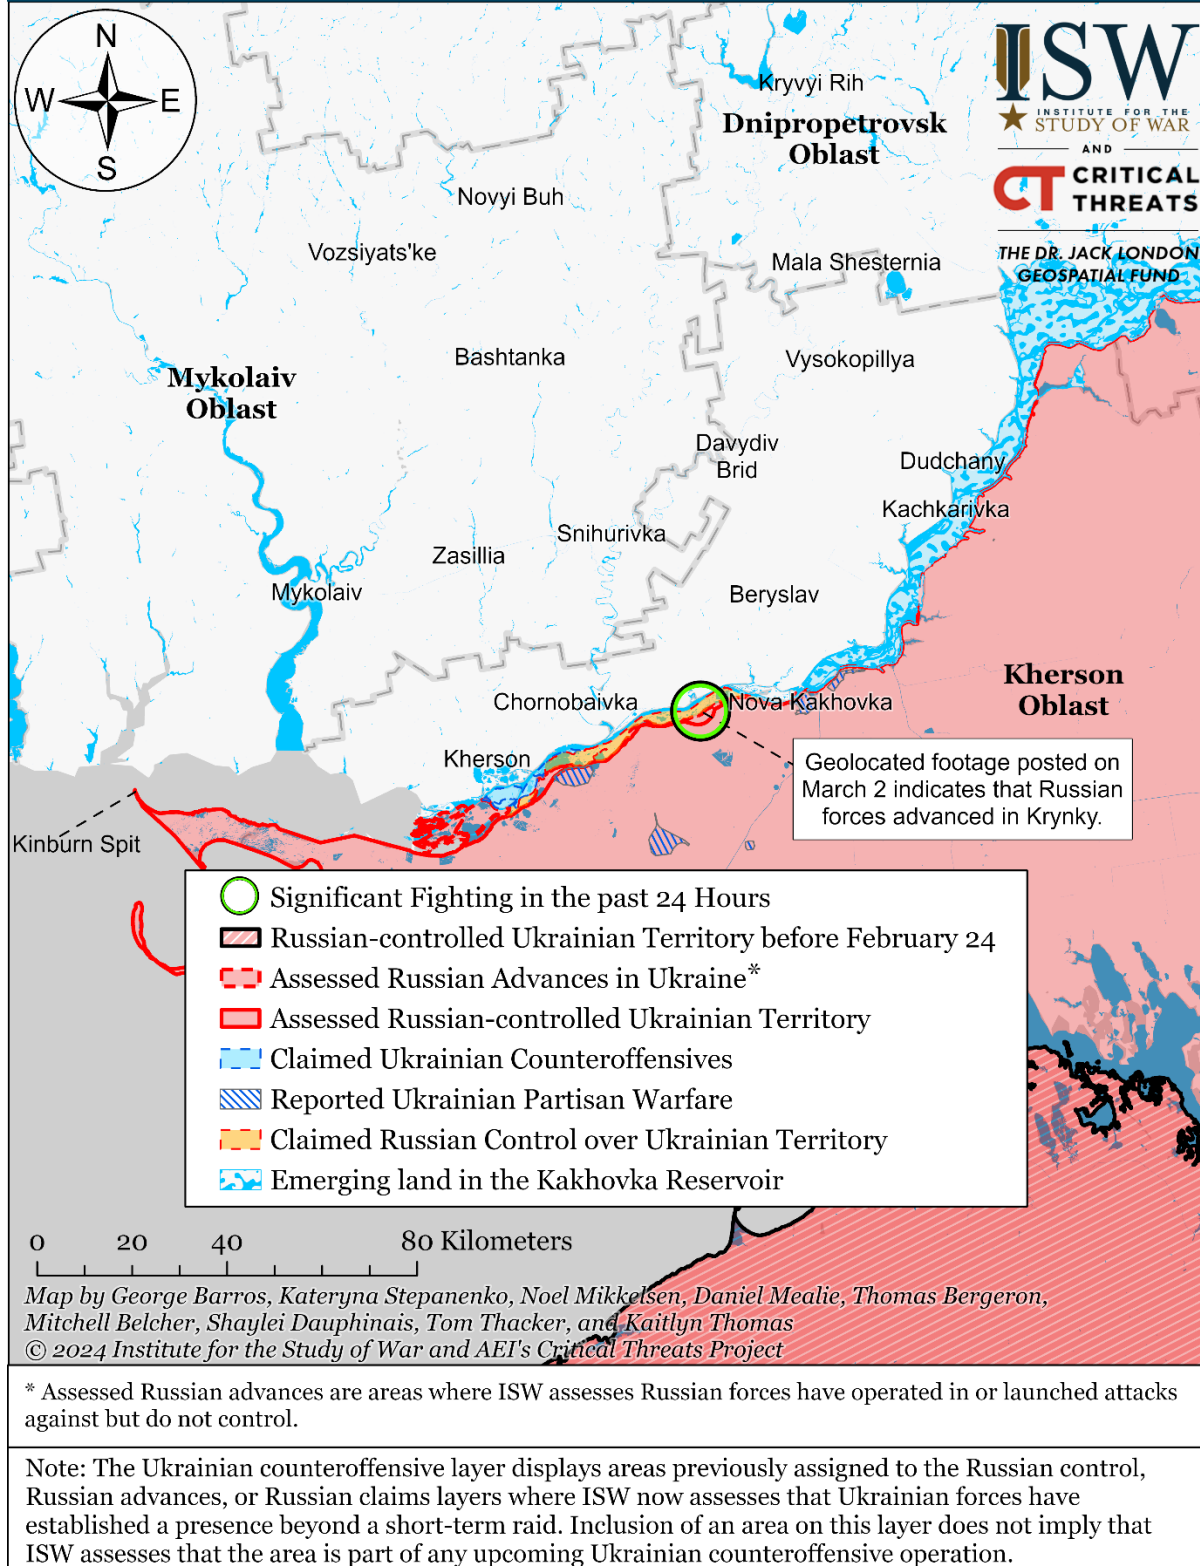 N
W E
S
ISW
INSTITUTE FOR THE
STUDY OF WAR
AND
CT CRITICAL
THREATS
THE DR. JACK LONDON
GEOSPATIAL FUND
Kryvyi Rih
Dnipropetrovsk
Oblast
Novyi Buh
Vozsiyats'ke
Mala Shesternia
Bashtanka
Vysokopillya
Mykolaiv
Oblast
Davydiv
Brid
Dudchany
Kachkarivka
Snihurivka
Zasillia
Mykolaiv
Beryslav
Kherson
Oblast
Chornobaivka
Nova Kakhovka
Kherson
Geolocated footage posted on
March 2 indicates that Russian
forces advanced in Krynky.
Kinburn Spit
Significant Fighting in the past 24 Hours
Russian-controlled Ukrainian Territory before February 24
Assessed Russian Advances in Ukraine*
Assessed Russian-controlled Ukrainian Territory
Claimed Ukrainian Counteroffensives
Reported Ukrainian Partisan Warfare
Claimed Russian Control over Ukrainian Territory
Emerging land in the Kakhovka Reservoir
0 20 40 80 Kilometers
Map by George Barros, Kateryna Stepanenko, Noel Mikkelsen, Daniel Mealie, Thomas Bergeron,
Mitchell Belcher, Shaylei Dauphinais, Tom Thacker, and Kaitlyn Thomas
© 2024 Institute for the Study of War and AEI's Critical Threats Project
* Assessed Russian advances are areas where ISW assesses Russian forces have operated in or launched attacks
against but do not control.
Note: The Ukrainian counteroffensive layer displays areas previously assigned to the Russian control,
Russian advances, or Russian claims layers where ISW now assesses that Ukrainian forces have
established a presence beyond a short-term raid. Inclusion of an area on this layer does not imply that
ISW assesses that the area is part of any upcoming Ukrainian counteroffensive operation.